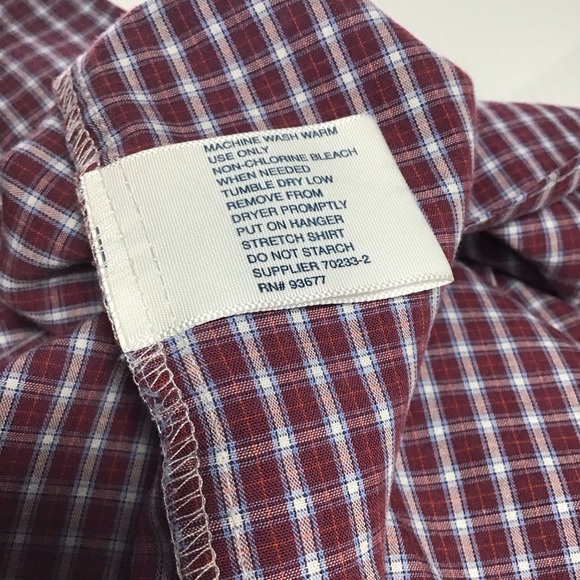 MACHINE WASH WARM
USE ONLY
NON-CHLORINE BLEACH
WHEN NEEDED
TUMBLE DRY LOW
REMOVE FROM
DRYER PROMPTLY
PUT ON HANGER
STRETCH SHIRT
DO NOT STARCH
SUPPLIER 70233-2
RN# 93677